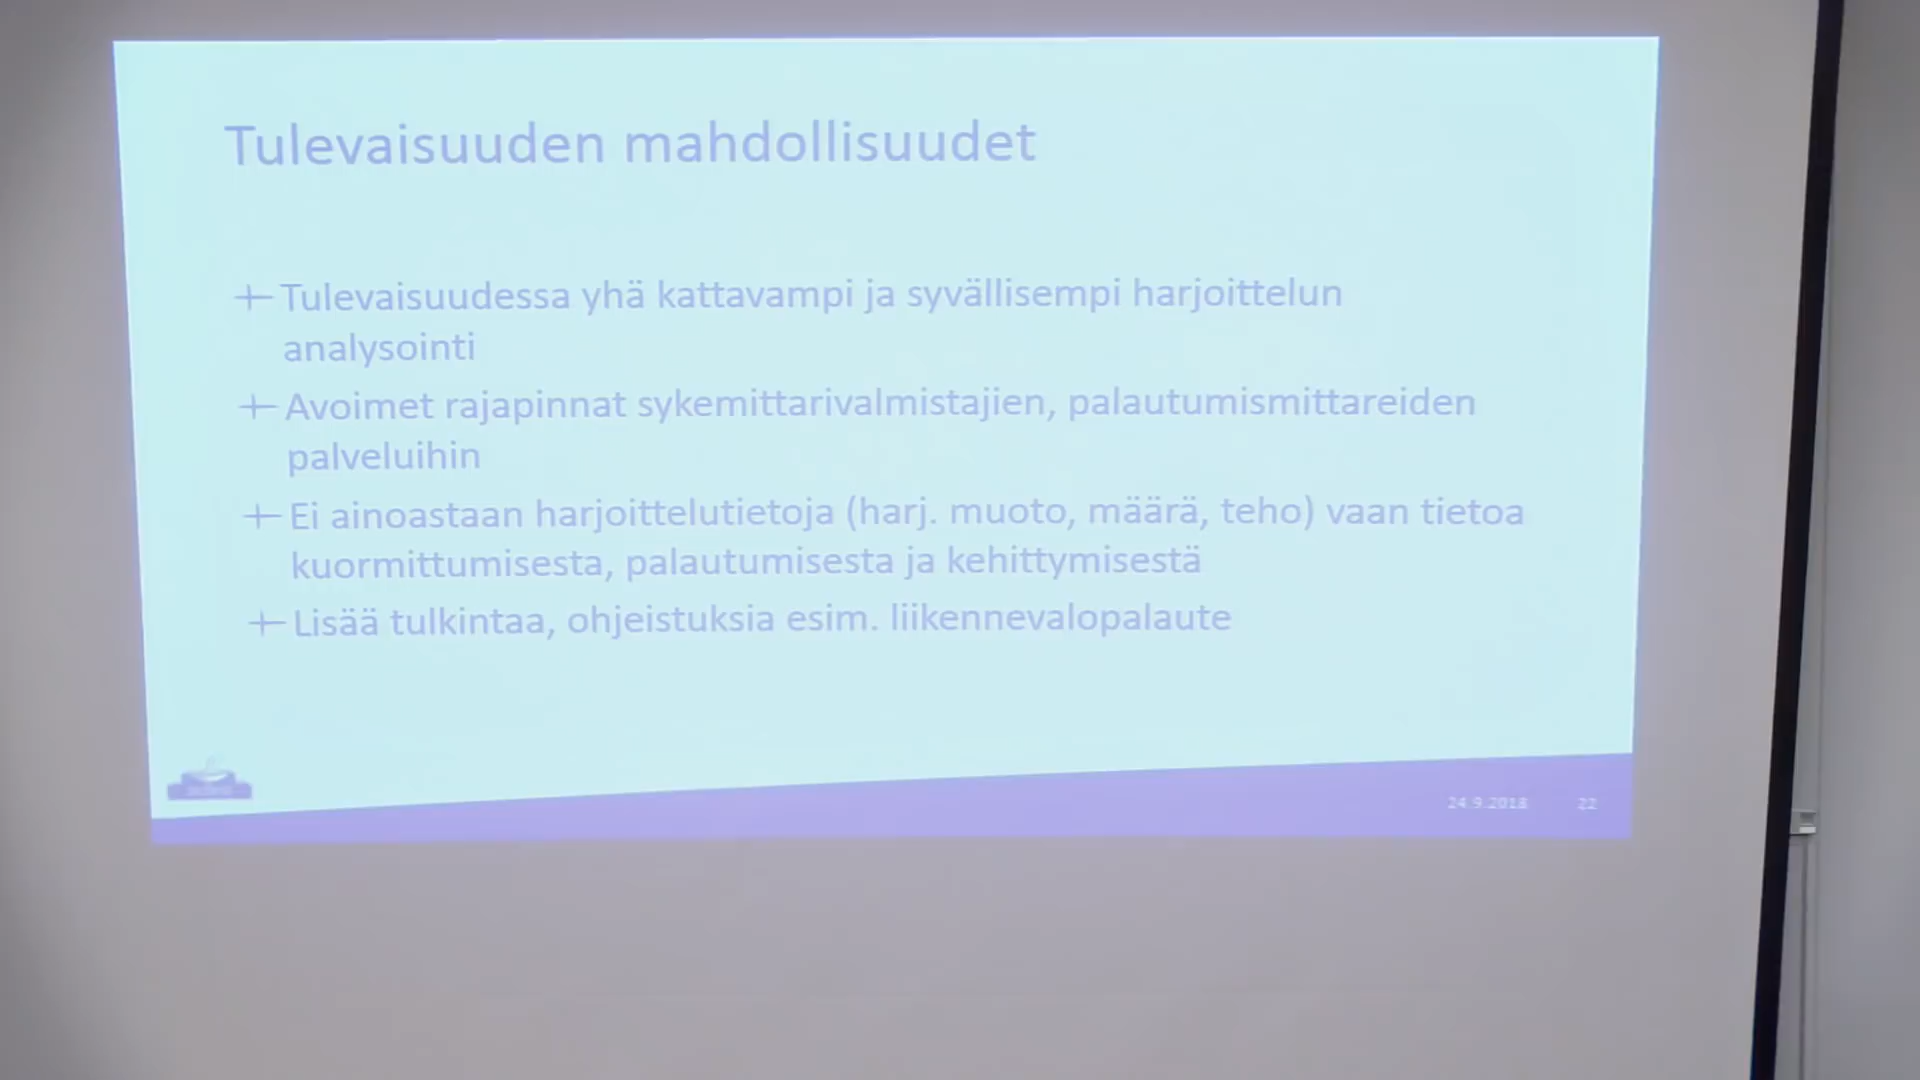 Tulevaisuuden mahdollisuudet
Tulevaisuudessa yhä kattavampi ja syvällisempi harjoittelun
analysointi
Avoimet rajapinnat sykemittarivalmistajien, palautumismittareiden
palveluihin
Ei ainoastaan harjoittelutietoja (harj. muoto, määrä, teho) vaan tietoa
kuormittumisesta, palautumisesta ja kehittymisestä
Lisää tulkintaa, ohjeistuksia esim. liikennevalopalaute
24.9.2018 22